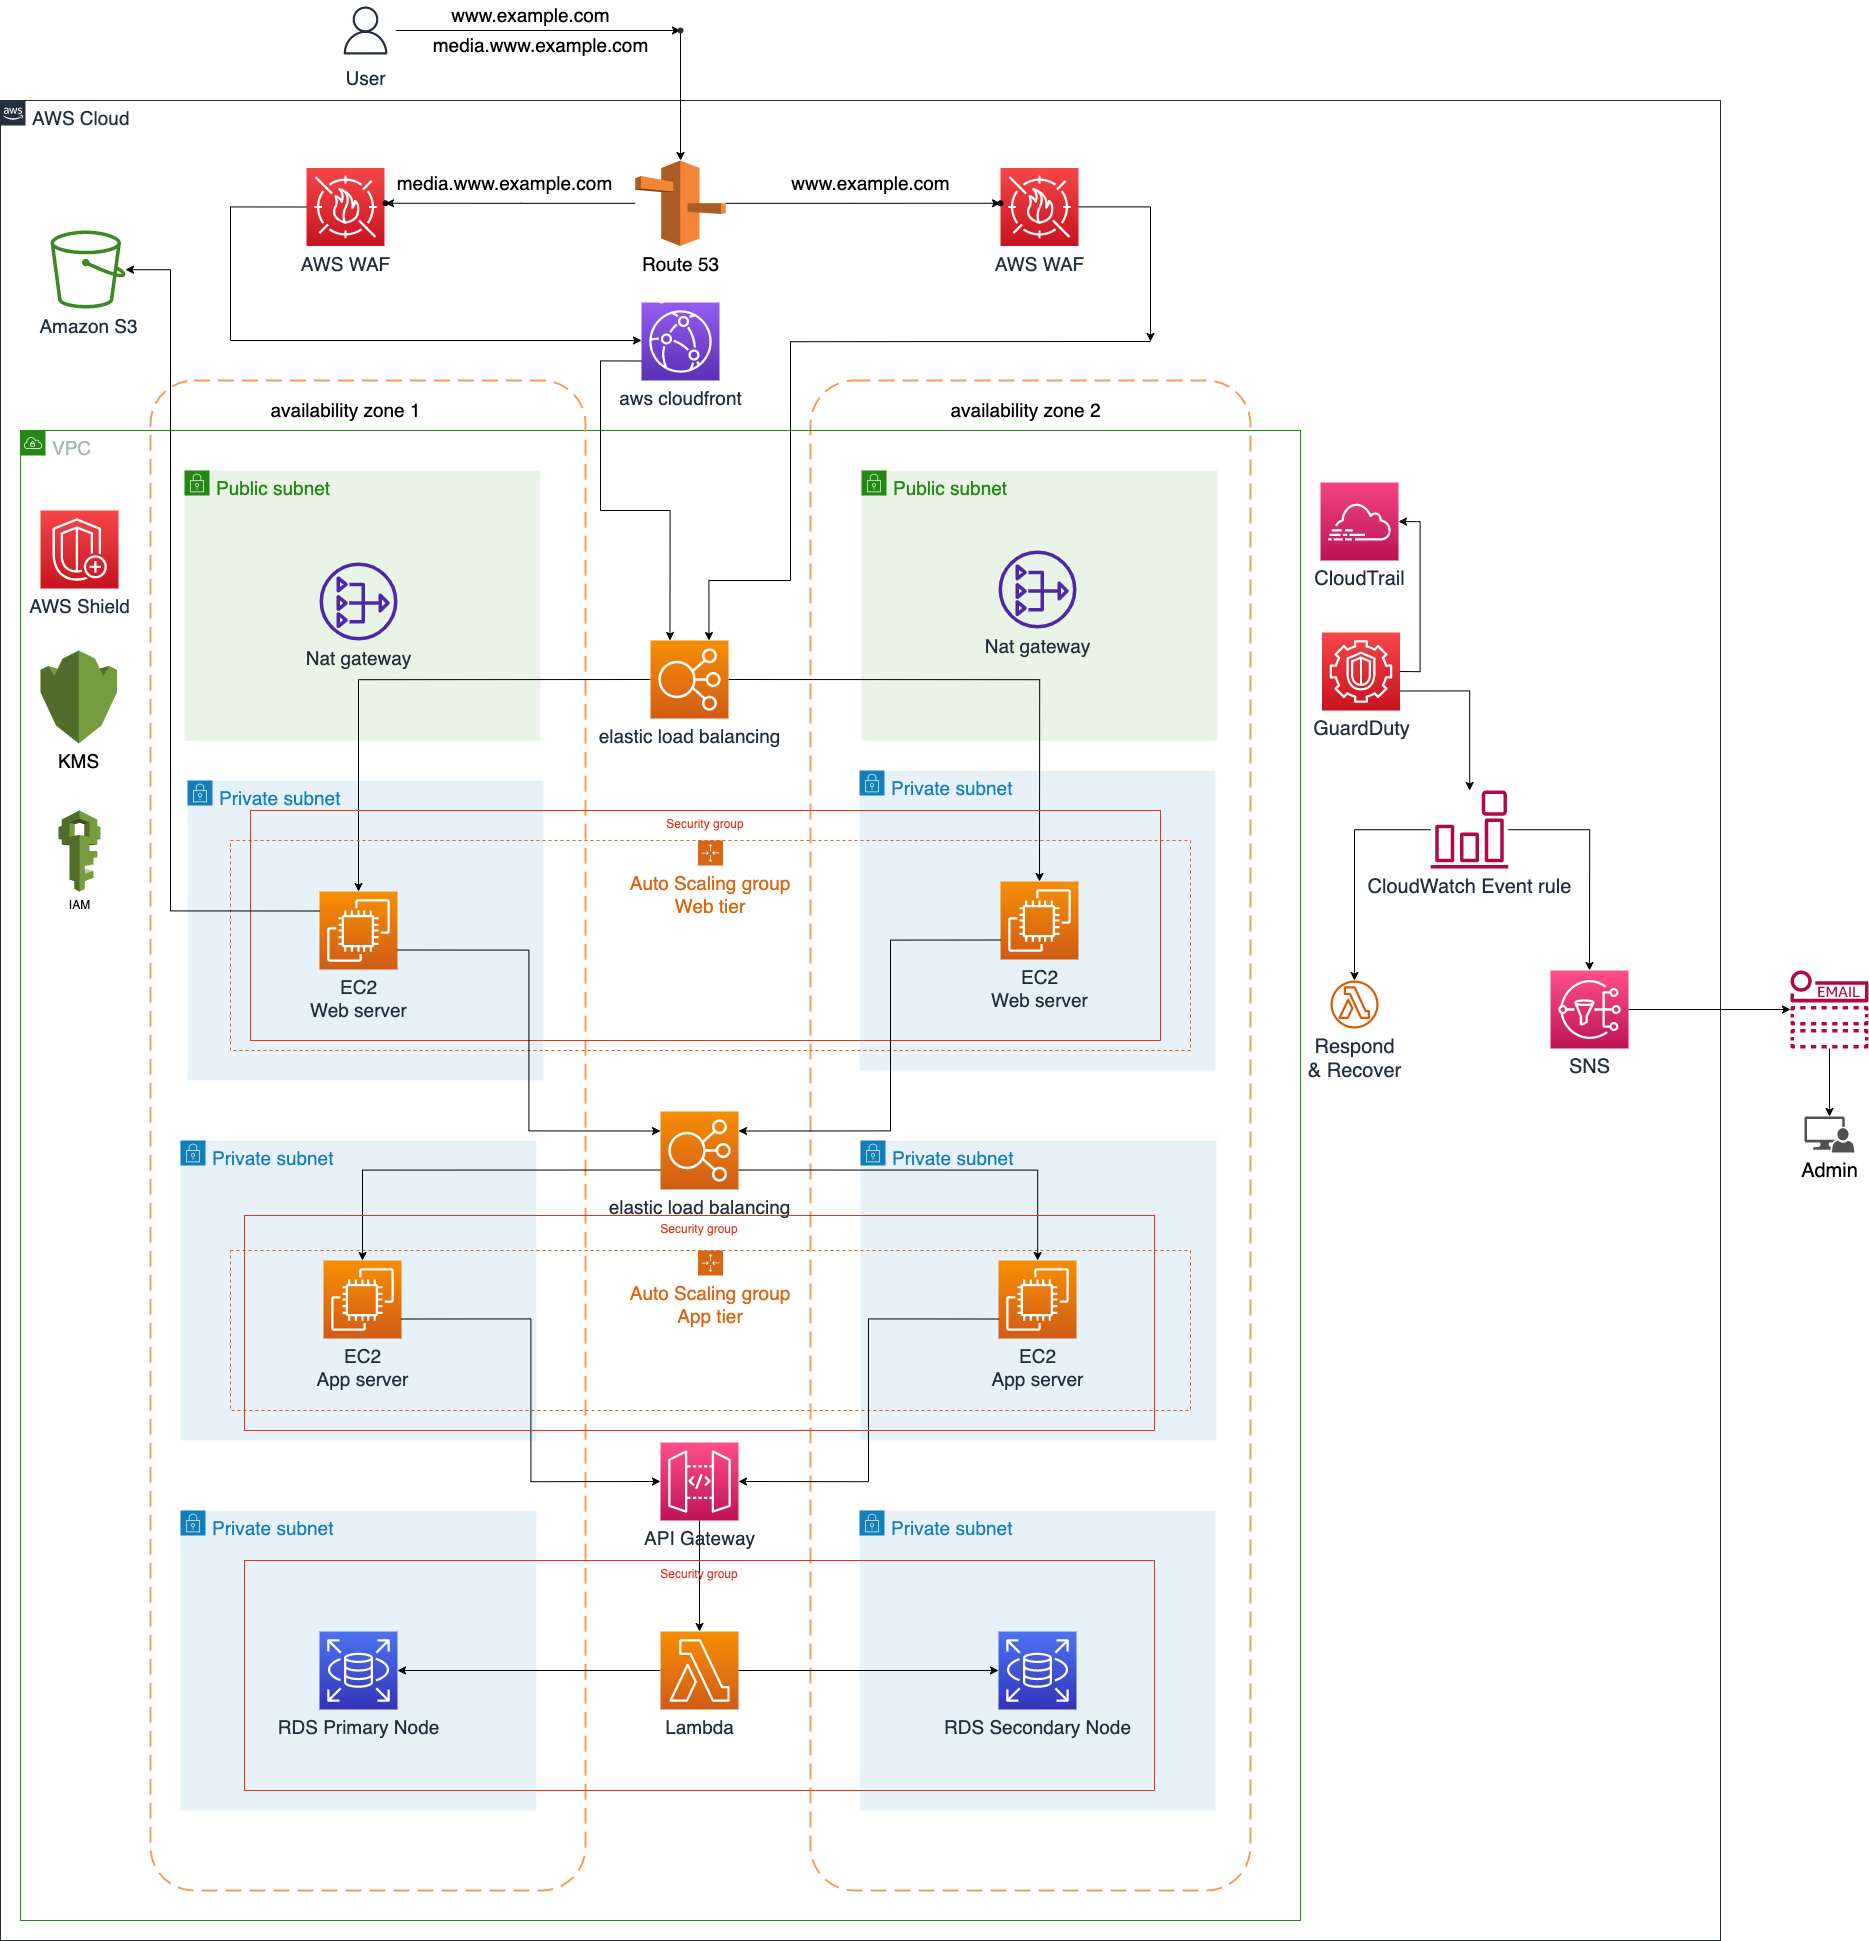 www.example.com
media.www.example.com
User
aws
AWS Cloud
media.www.example.com
www.example.com
AWS WAF
Route 53
AWS WAF
Amazon S3
aws cloudfront
availability zone 1
availability zone 2
VPC
Public subnet
Public subnet
CloudTrail
AWS Shield
Nat gateway
Nat gateway
GuardDuty
elastic load balancing
KMS
Private subnet
Private subnet
Security group
Auto Scaling group
Web tier
CloudWatch Event rule
IAM
EC2
Web server
EC2
Web server
EMAIL
Respond
& Recover
SNS
Private subnet
Private subnet
Admin
elastic load balancing
Security group
Auto Scaling group
App tier
EC2
App server
EC2
App server
</>
API Gateway
Private subnet
Private subnet
Security group
RDS Primary Node
Lambda
RDS Secondary Node